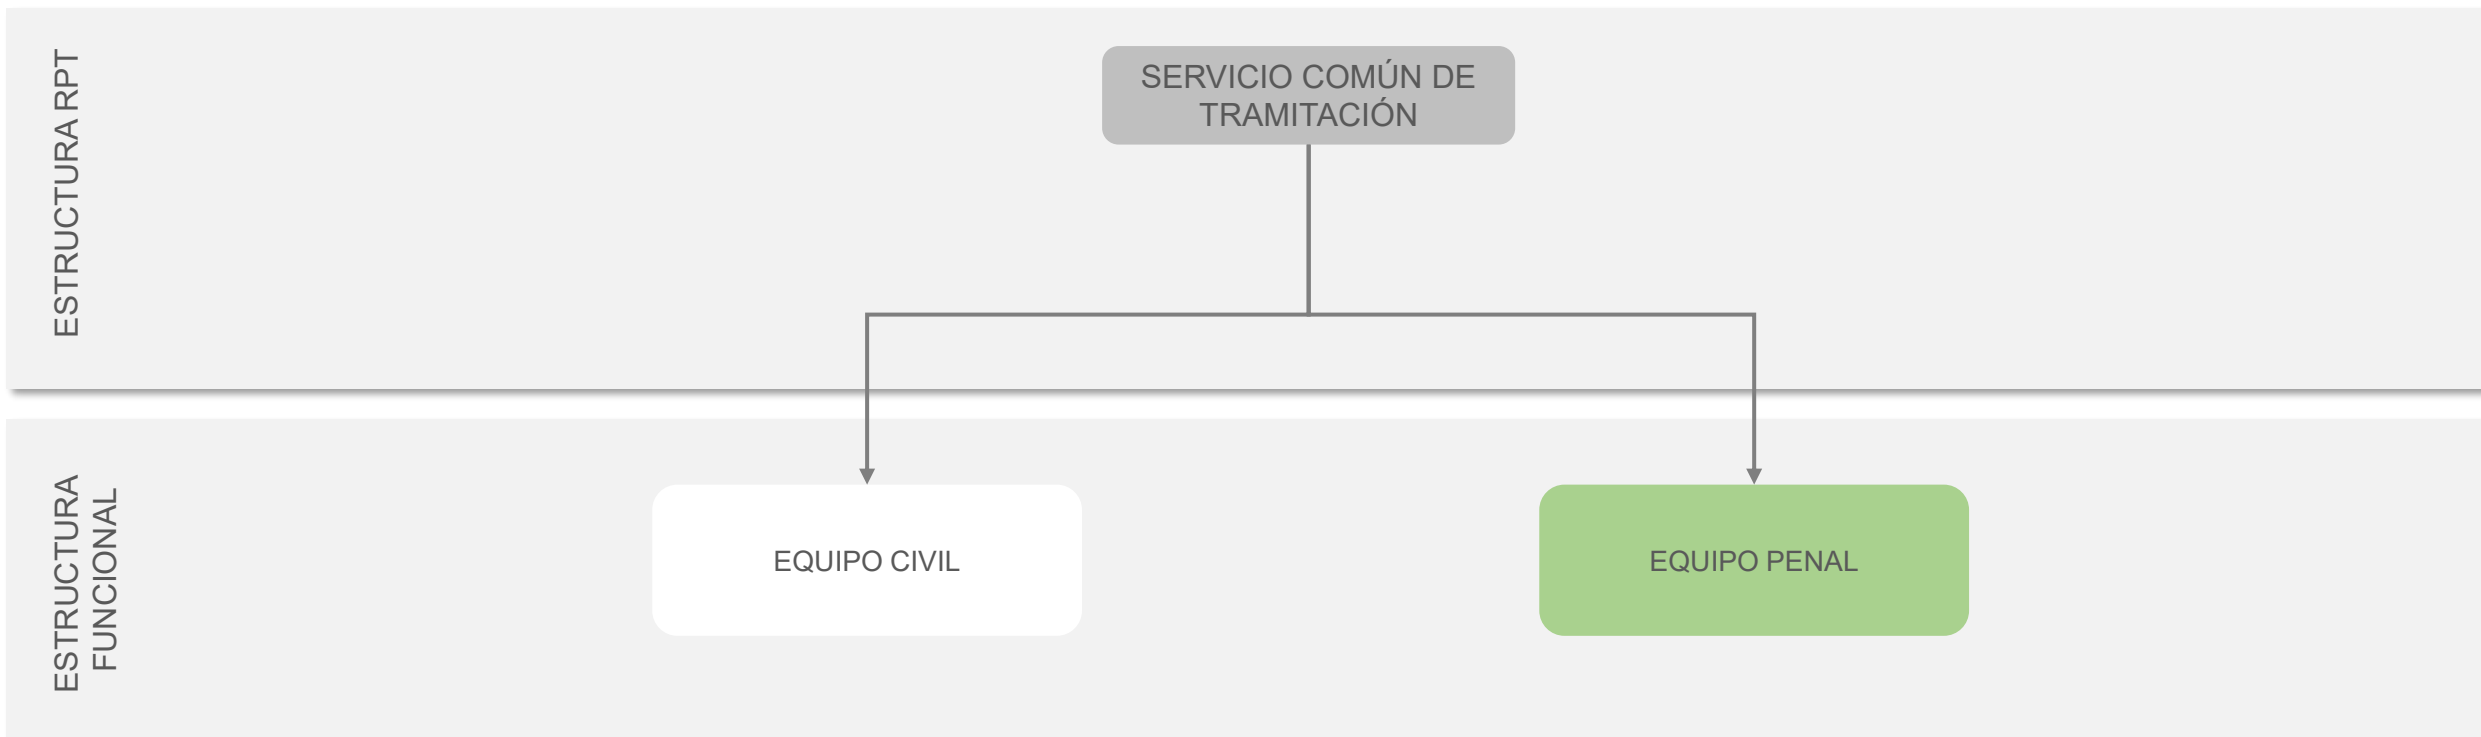 ESTRUCTURA RPT
SERVICIO COMÚN DE
TRAMITACIÓN
ESTRUCTURA
FUNCIONAL
EQUIPO CIVIL
EQUIPO PENAL